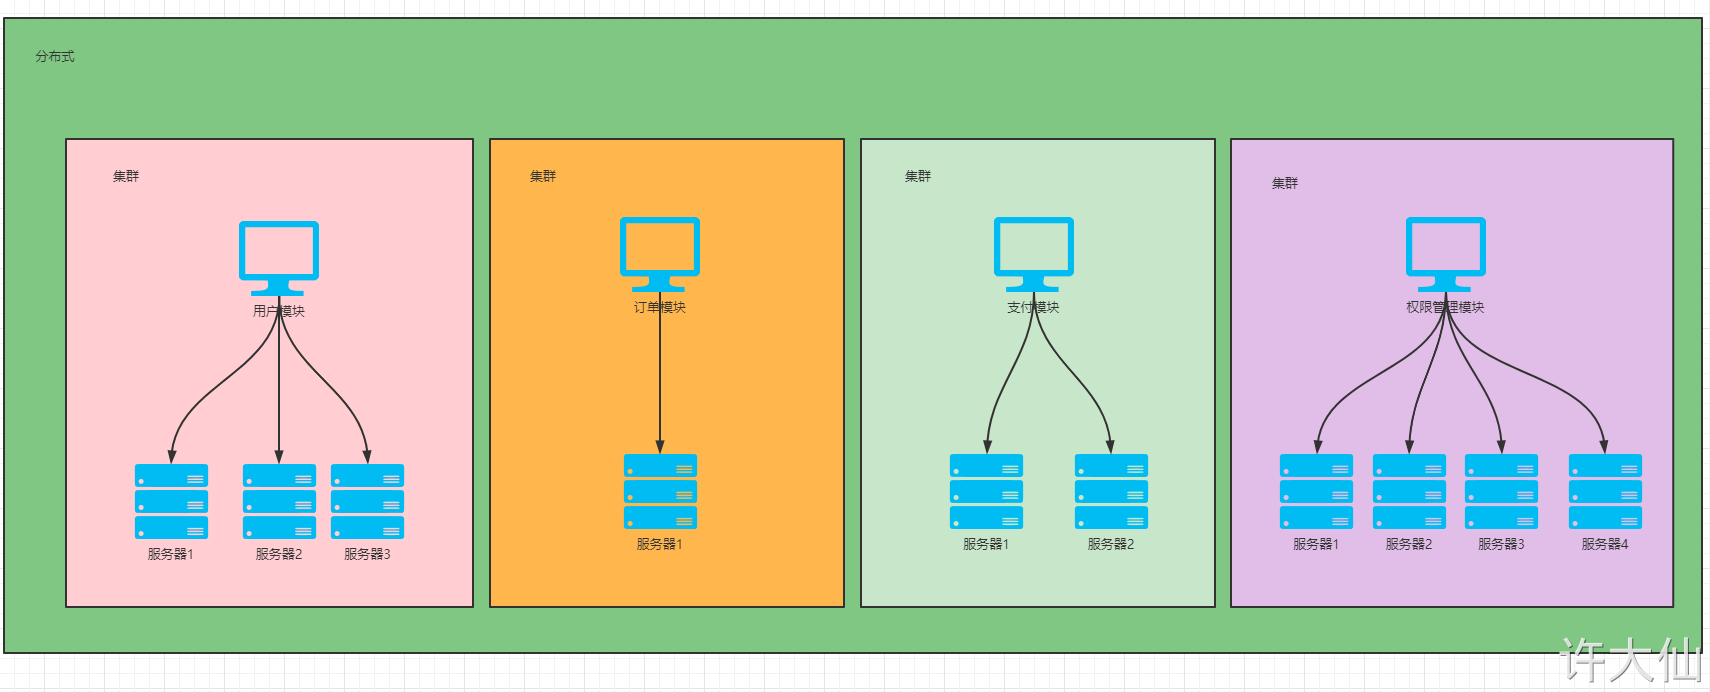 分布式
集群
用户模块
服务器1
服务器2
服务器3
集群
订单模块
服务器1
集群
支付模块
服务器1
服务器2
集群
权限管理模块
服务器1
服务器2
服务器3
服务器4
许大仙